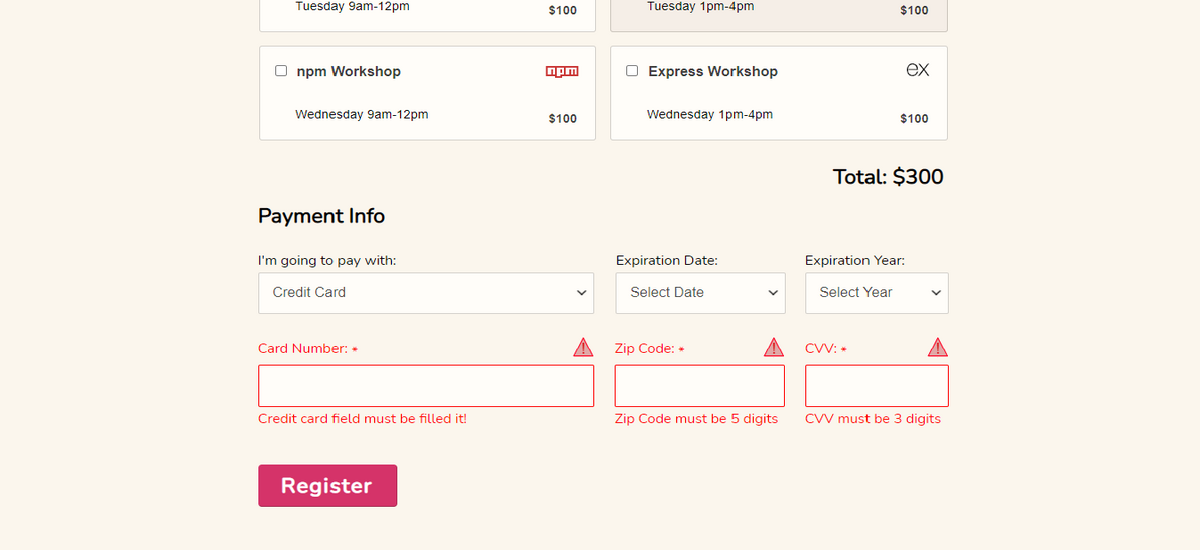 Tuesday 9am-12pm
$100
Tuesday 1pm-4pm
$100
npm Workshop
npm
Wednesday 9am-12pm
$100
Express Workshop
ex
Wednesday 1pm-4pm
$100
Total: $300
Payment Info
I'm going to pay with:
Credit Card
Expiration Date:
Select Date
Expiration Year:
Select Year
Card Number: *
Credit card field must be filled it!
Zip Code: *
Zip Code must be 5 digits
CVV: *
CVV must be 3 digits
Register